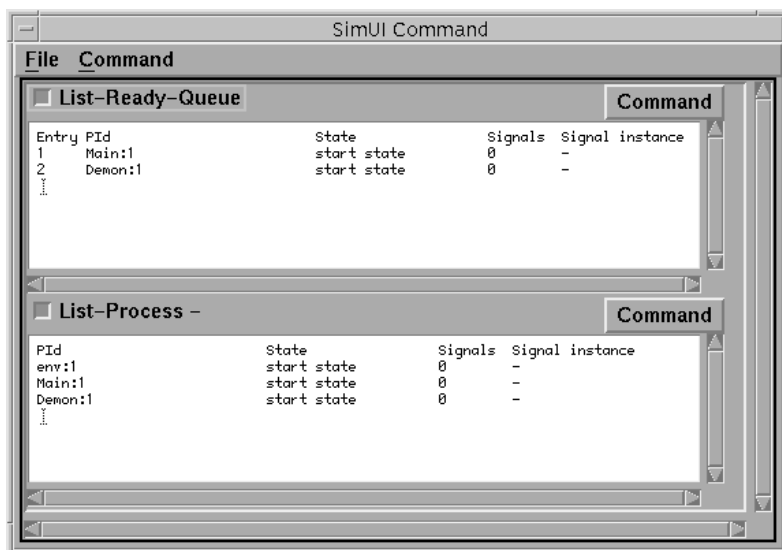 SimUI Command
File Command
List-Ready-Queue Command
Entry PId State Signals Signal instance
1 Main:1 start state 0 -
2 Demon:1 start state 0 -
List-Process - Command
PId State Signals Signal instance
env:1 start state 0 -
Main:1 start state 0 -
Demon:1 start state 0 -